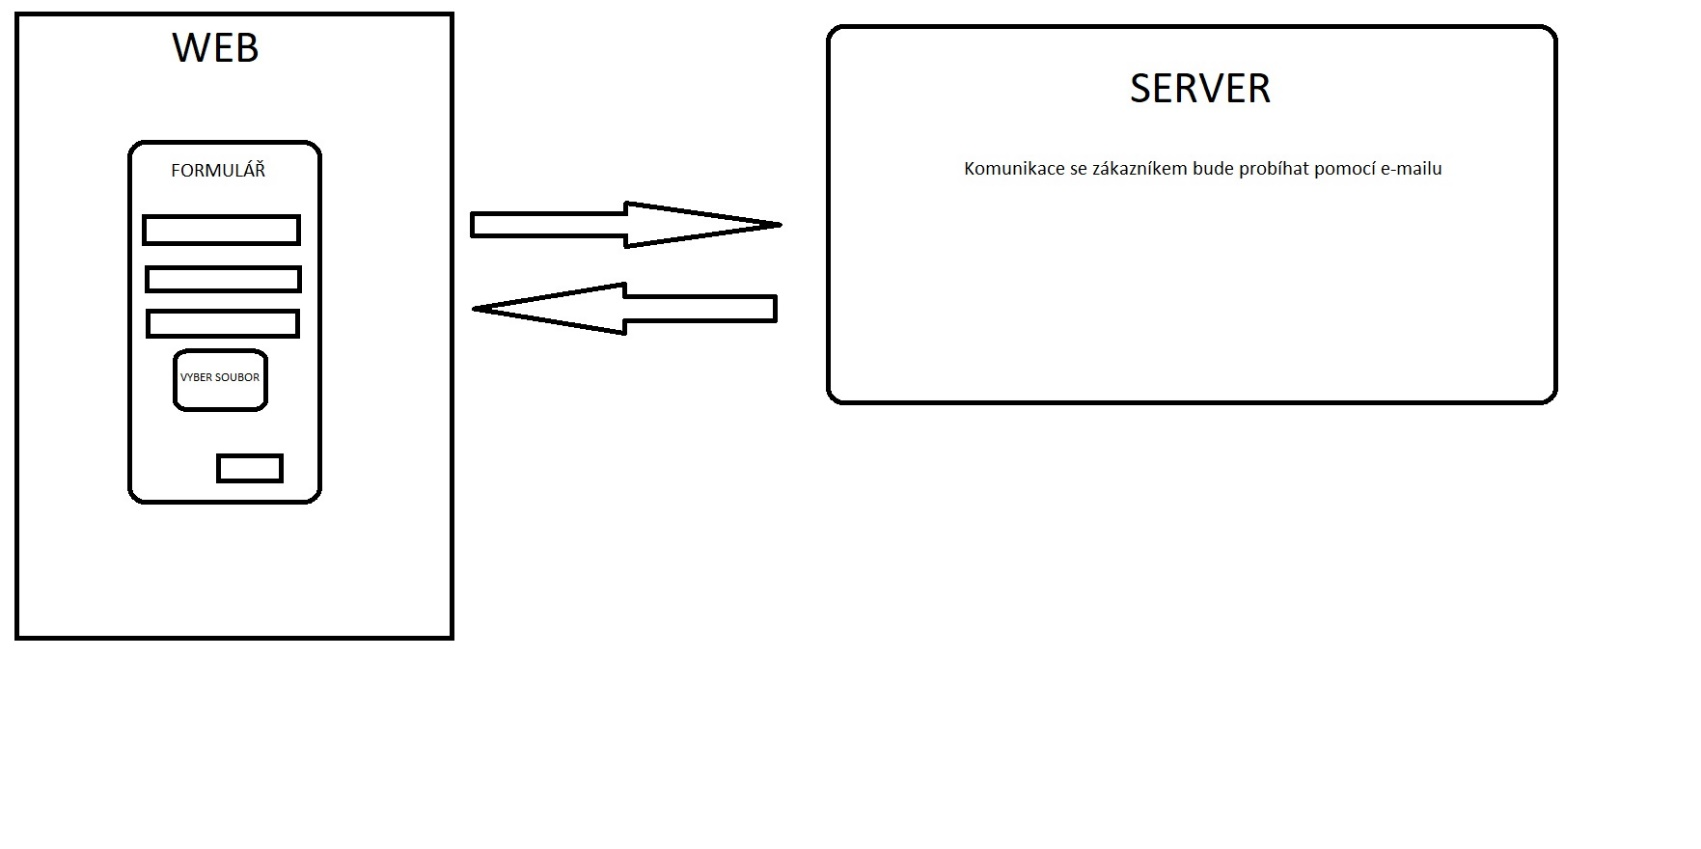 WEB
FORMULÁŘ
VYBER SOUBOR
SERVER
Komunikace se zákazníkem bude probíhat pomocí e-mailu